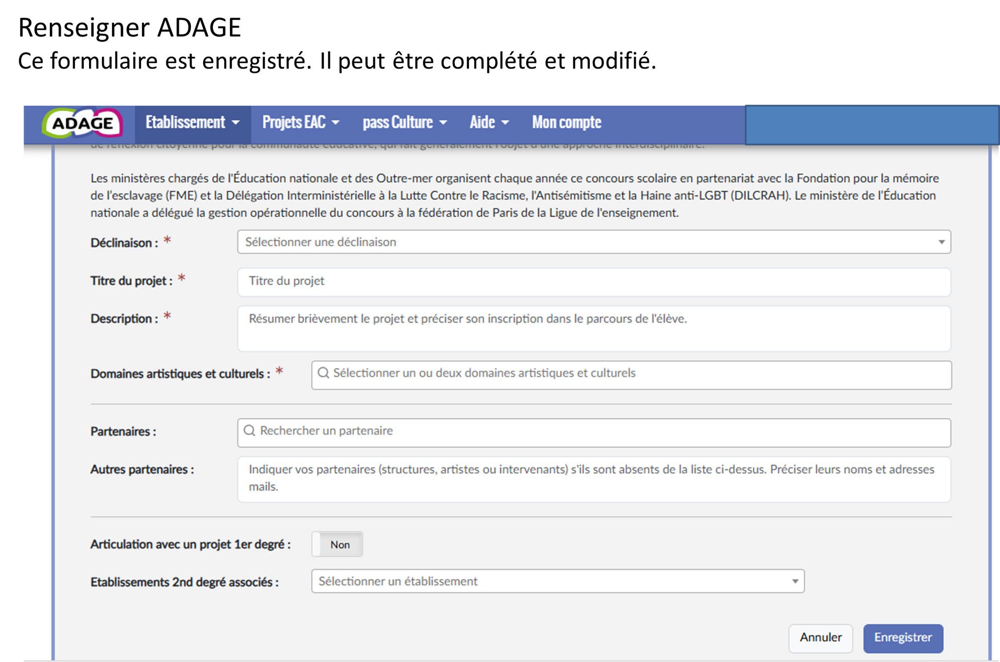 Renseigner ADAGE
Ce formulaire est enregistré. Il peut être complété et modifié.
ADAGE Etablissement Projets EAC pass Culture Aide Mon compte
de réflexion citoyenne pour la communauté éducative, qui fait généralement l'objet d'une approche interdisciplinaire.
Les ministères chargés de l'Éducation nationale et des Outre-mer organisent chaque année ce concours scolaire en partenariat avec la Fondation pour la mémoire
de l’esclavage (FME) et la Délégation Interministérielle à la Lutte Contre le Racisme, l'Antisémitisme et la Haine anti-LGBT (DILCRAH). Le ministère de l’Éducation
nationale a délégué la gestion opérationnelle du concours à la fédération de Paris de la Ligue de l'enseignement.
Déclinaison : * Sélectionner une déclinaison
Titre du projet : * Titre du projet
Description : * Résumer brièvement le projet et préciser son inscription dans le parcours de l'élève.
Domaines artistiques et culturels : * Sélectionner un ou deux domaines artistiques et culturels
Partenaires : Rechercher un partenaire
Autres partenaires : Indiquer vos partenaires (structures, artistes ou intervenants) s'ils sont absents de la liste ci-dessus. Préciser leurs noms et adresses
mails.
Articulation avec un projet 1er degré : Non
Etablissements 2nd degré associés : Sélectionner un établissement
Annuler Enregistrer